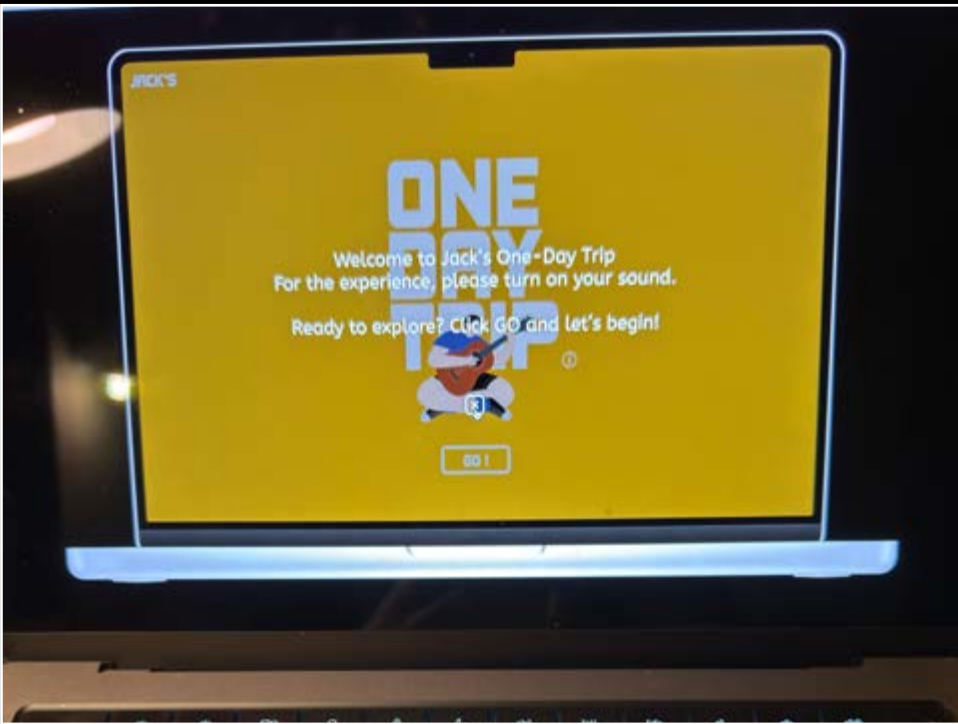 JACK'S
ONE
DAY
TRIP
Welcome to Jack's One-Day Trip
For the experience, please turn on your sound.
Ready to explore? Click GO and let's begin!
GO !